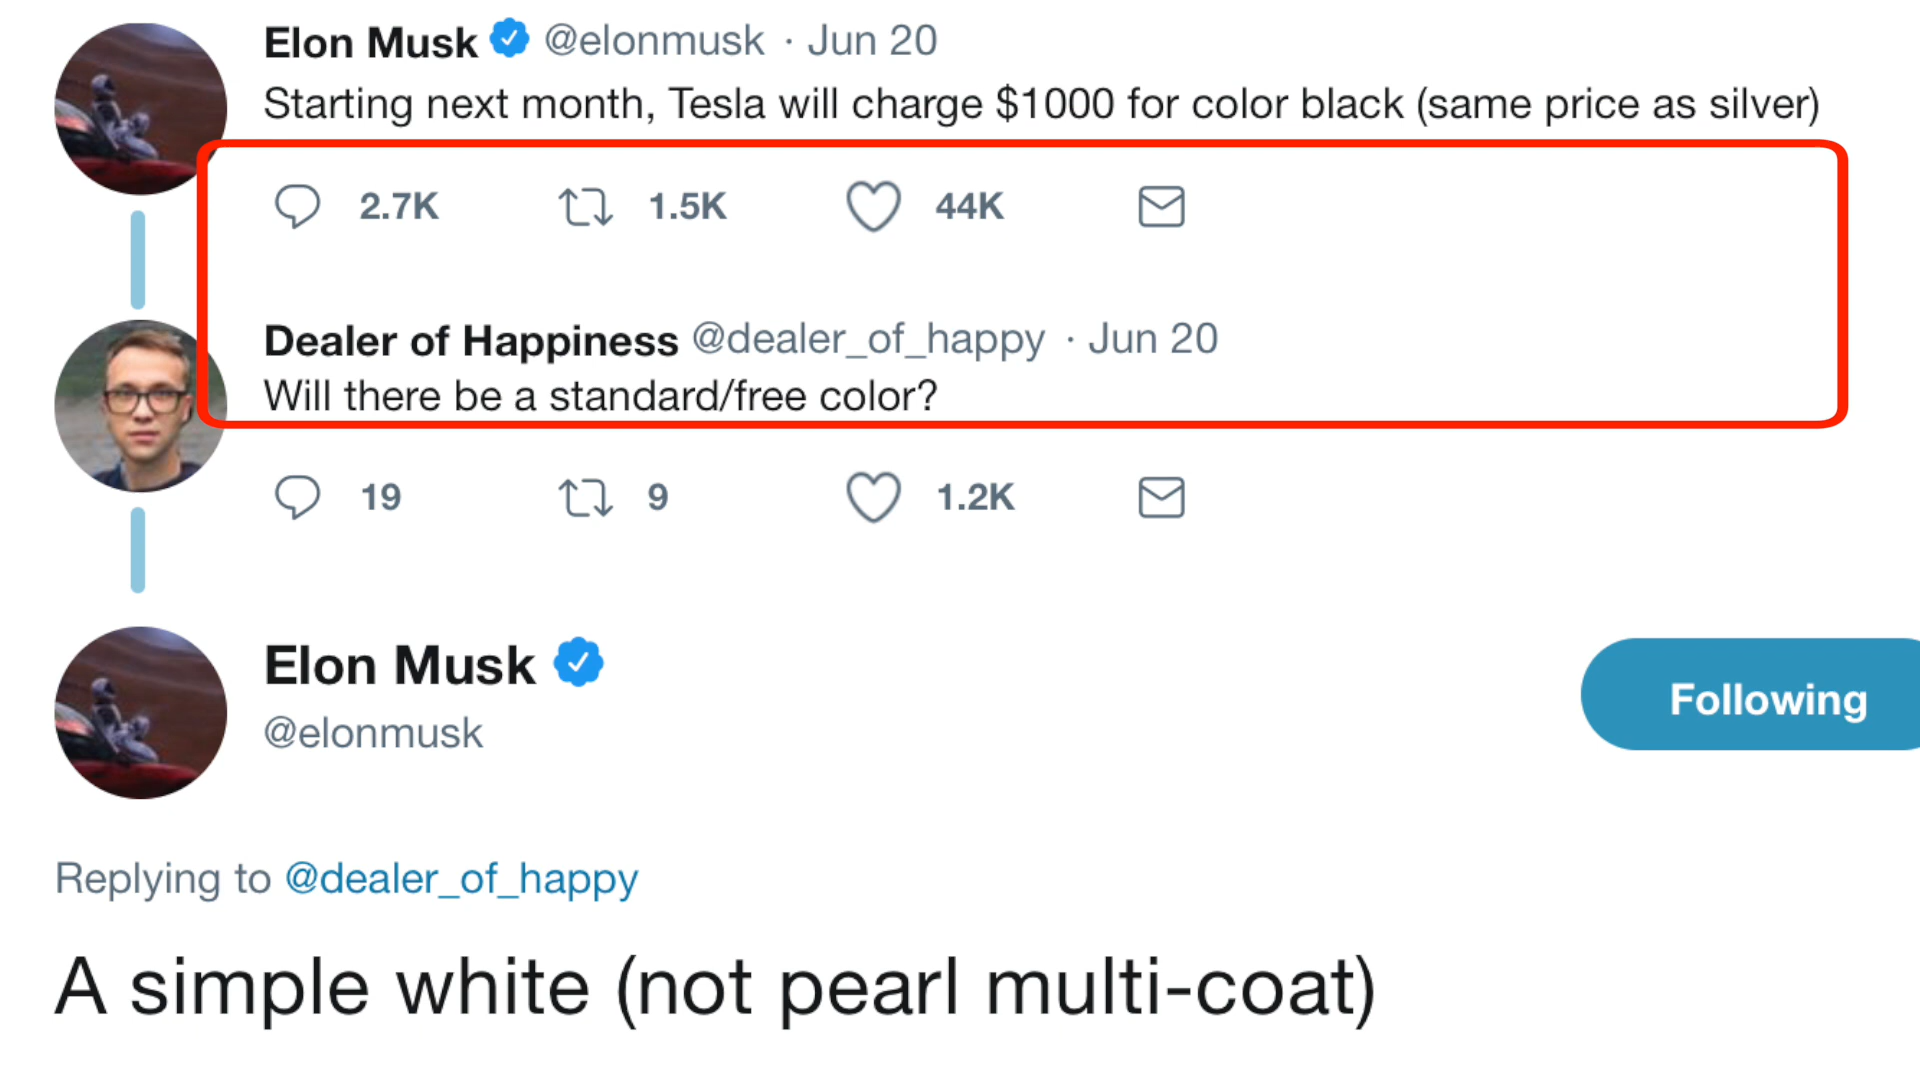 Elon Musk @elonmusk · Jun 20
Starting next month, Tesla will charge $1000 for color black (same price as silver)
2.7K 1.5K 44K
Dealer of Happiness @dealer_of_happy · Jun 20
Will there be a standard/free color?
19 9 1.2K
Elon Musk
@elonmusk
Following
Replying to @dealer_of_happy
A simple white (not pearl multi-coat)